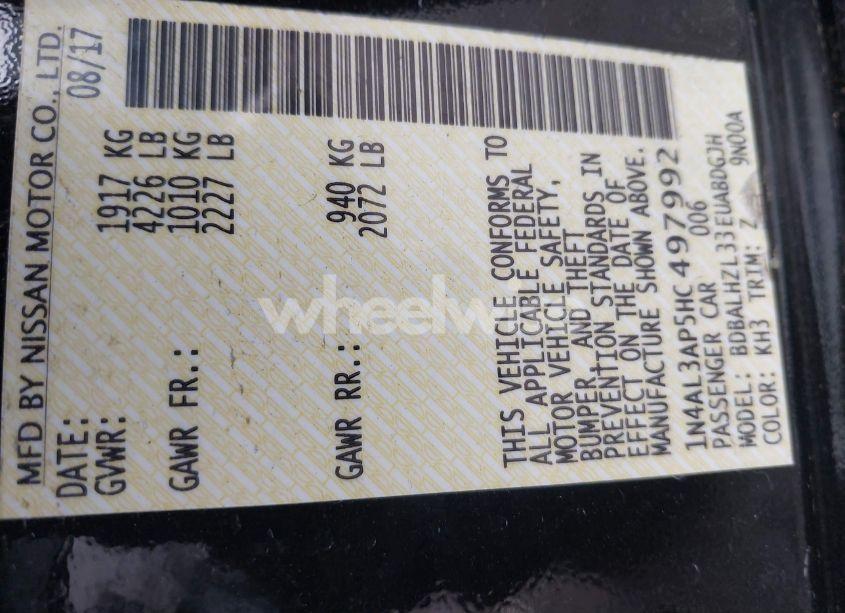 MFD BY NISSAN MOTOR CO., LTD.
DATE: 08/17
GVWR: 1917 KG
4226 LB
GAWR FR.: 1010 KG
2227 LB
GAWR RR.: 940 KG
2072 LB
THIS VEHICLE CONFORMS TO
ALL APPLICABLE FEDERAL
MOTOR VEHICLE SAFETY,
BUMPER, AND THEFT
PREVENTION STANDARDS IN
EFFECT ON THE DATE OF
MANUFACTURE SHOWN ABOVE.
1N4AL3AP5HC497992
PASSENGER CAR 006
MODEL: BDBALHZL33EUABDGJH
COLOR: KH3 TRIM: Z 9N00A
wheelwi